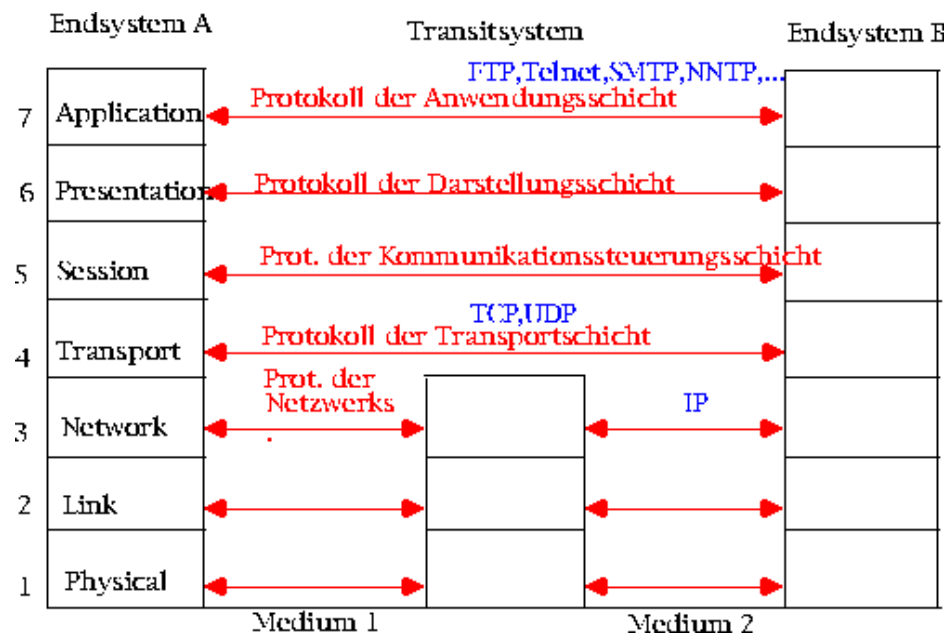 Endsystem A
Transitsystem
Endsystem B
FTP,Telnet,SMTP,NNTP,...
7 Application
Protokoll der Anwendungsschicht
6 Presentation
Protokoll der Darstellungsschicht
5 Session
Prot. der Kommunikationssteuerungsschicht
TCP,UDP
4 Transport
Protokoll der Transportschicht
Prot. der
Netzwerks
.
IP
3 Network
2 Link
1 Physical
Medium 1
Medium 2